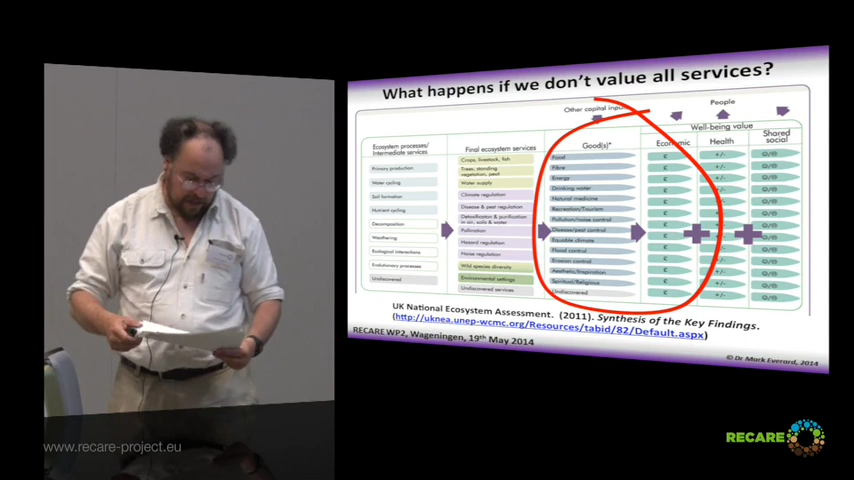 What happens if we don't value all services?
Other capital inputs
People
Well-being value
Ecosystem processes/
Intermediate services
Final ecosystem services
Good(s)*
Economic
Health
Shared
social
Primary production
Water cycling
Soil formation
Nutrient cycling
Decomposition
Weathering
Ecological interactions
Evolutionary processes
Undiscovered
Crops, livestock, fish
Trees, standing
vegetation, peat
Water supply
Climate regulation
Disease & pest regulation
Detoxification & purification
in air, soils & water
Pollination
Hazard regulation
Noise regulation
Wild species diversity
Environmental settings
Undiscovered services
Food
Fibre
Energy
Drinking water
Natural medicine
Recreation/Tourism
Pollution/noise control
Disease/pest control
Equable climate
Flood control
Erosion control
Aesthetic/Inspiration
Spiritual/Religious
Undiscovered
UK National Ecosystem Assessment. (2011). Synthesis of the Key Findings.
(http://uknea.unep-wcmc.org/Resources/tabid/82/Default.aspx)
RECARE WP2, Wageningen, 19th May 2014
© Dr Mark Everard, 2014
www.recare-project.eu
RECARE